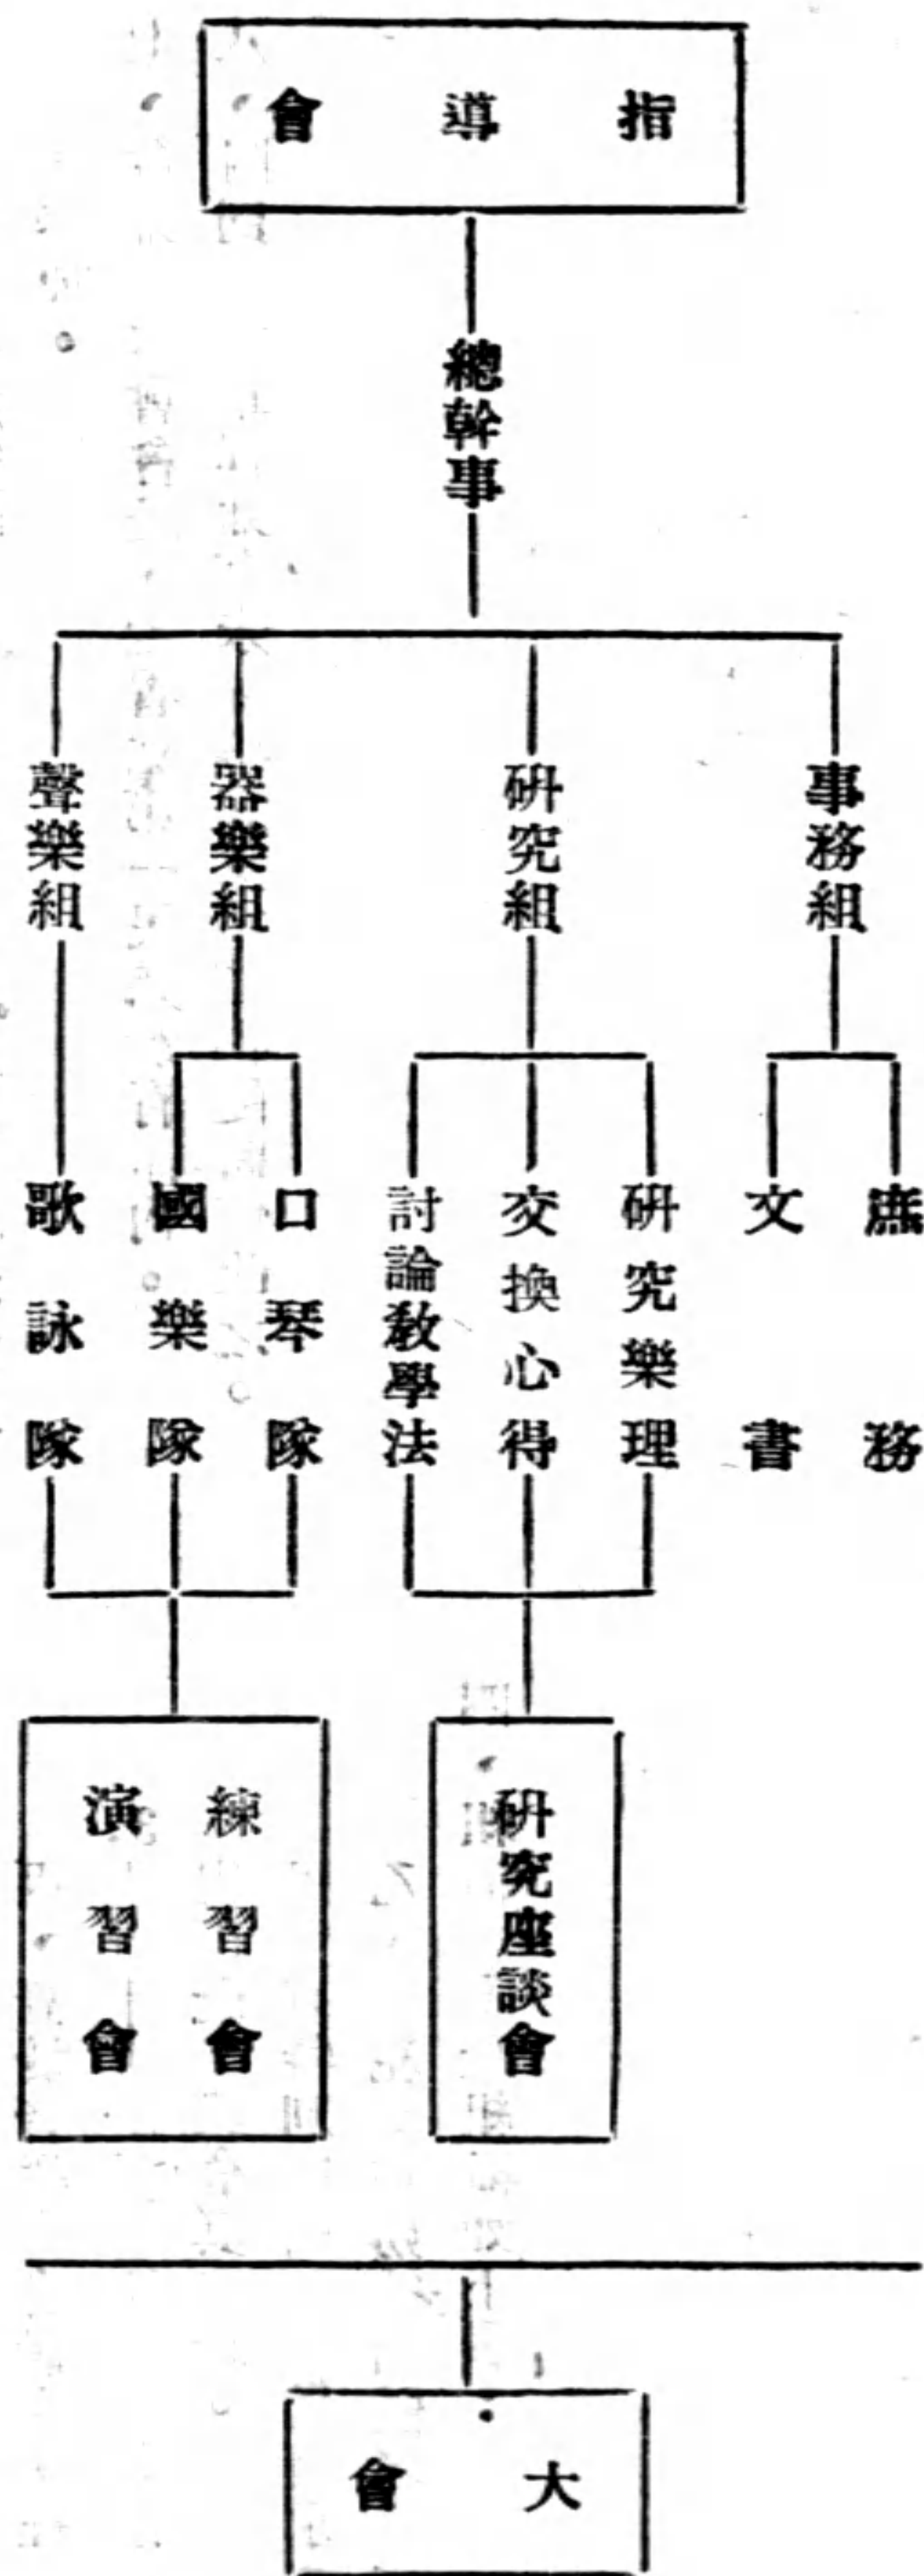 指導會
總幹事
事務組
研究組
器樂組
聲樂組
庶務
文書
研究樂理
交換心得
討論教學法
口琴隊
國樂隊
歌詠隊
研究座談會
練習會
演習會
大會